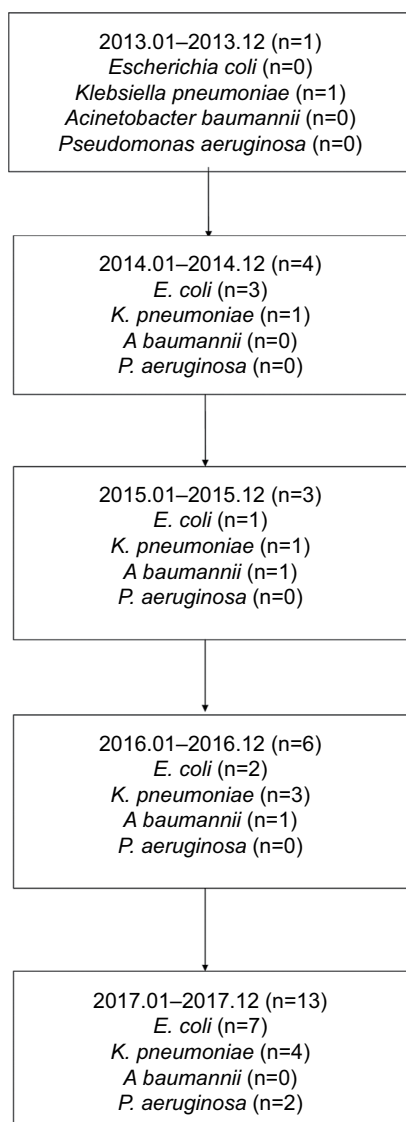 2013.01–2013.12 (n=1)
Escherichia coli (n=0)
Klebsiella pneumoniae (n=1)
Acinetobacter baumannii (n=0)
Pseudomonas aeruginosa (n=0)
2014.01–2014.12 (n=4)
E. coli (n=3)
K. pneumoniae (n=1)
A baumannii (n=0)
P. aeruginosa (n=0)
2015.01–2015.12 (n=3)
E. coli (n=1)
K. pneumoniae (n=1)
A baumannii (n=1)
P. aeruginosa (n=0)
2016.01–2016.12 (n=6)
E. coli (n=2)
K. pneumoniae (n=3)
A baumannii (n=1)
P. aeruginosa (n=0)
2017.01–2017.12 (n=13)
E. coli (n=7)
K. pneumoniae (n=4)
A baumannii (n=0)
P. aeruginosa (n=2)